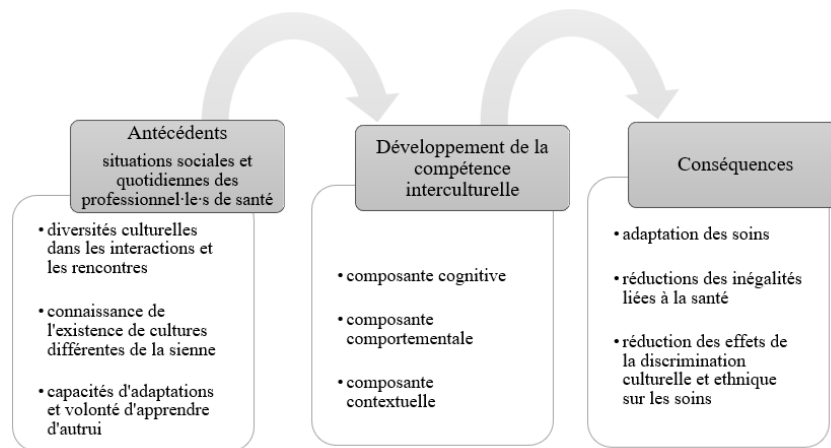 Antécédents
situations sociales et
quotidiennes des
professionnel·le·s de santé
• diversités culturelles
dans les interactions et
les rencontres
• connaissance de
l'existence de cultures
différentes de la sienne
• capacités d'adaptations
et volonté d'apprendre
d'autrui
Développement de la
compétence
interculturelle
• composante cognitive
• composante
comportementale
• composante
contextuelle
Conséquences
• adaptation des soins
• réductions des inégalités
liées à la santé
• réduction des effets de
la discrimination
culturelle et ethnique
sur les soins